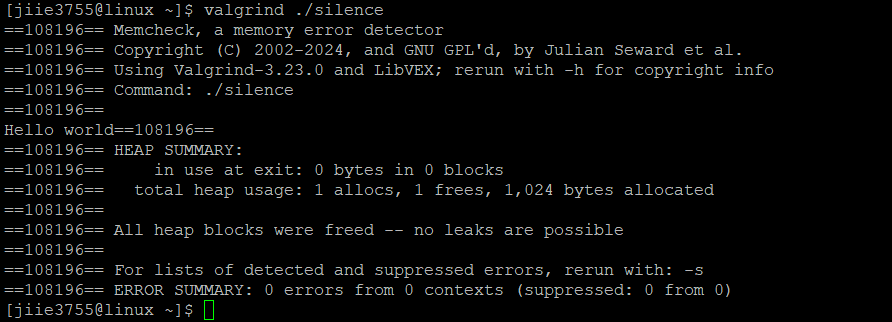 [jiie3755@linux ~]$ valgrind ./silence
==108196== Memcheck, a memory error detector
==108196== Copyright (C) 2002-2024, and GNU GPL'd, by Julian Seward et al.
==108196== Using Valgrind-3.23.0 and LibVEX; rerun with -h for copyright info
==108196== Command: ./silence
==108196==
Hello world==108196==
==108196== HEAP SUMMARY:
==108196==     in use at exit: 0 bytes in 0 blocks
==108196==   total heap usage: 1 allocs, 1 frees, 1,024 bytes allocated
==108196==
==108196== All heap blocks were freed -- no leaks are possible
==108196==
==108196== For lists of detected and suppressed errors, rerun with: -s
==108196== ERROR SUMMARY: 0 errors from 0 contexts (suppressed: 0 from 0)
[jiie3755@linux ~]$